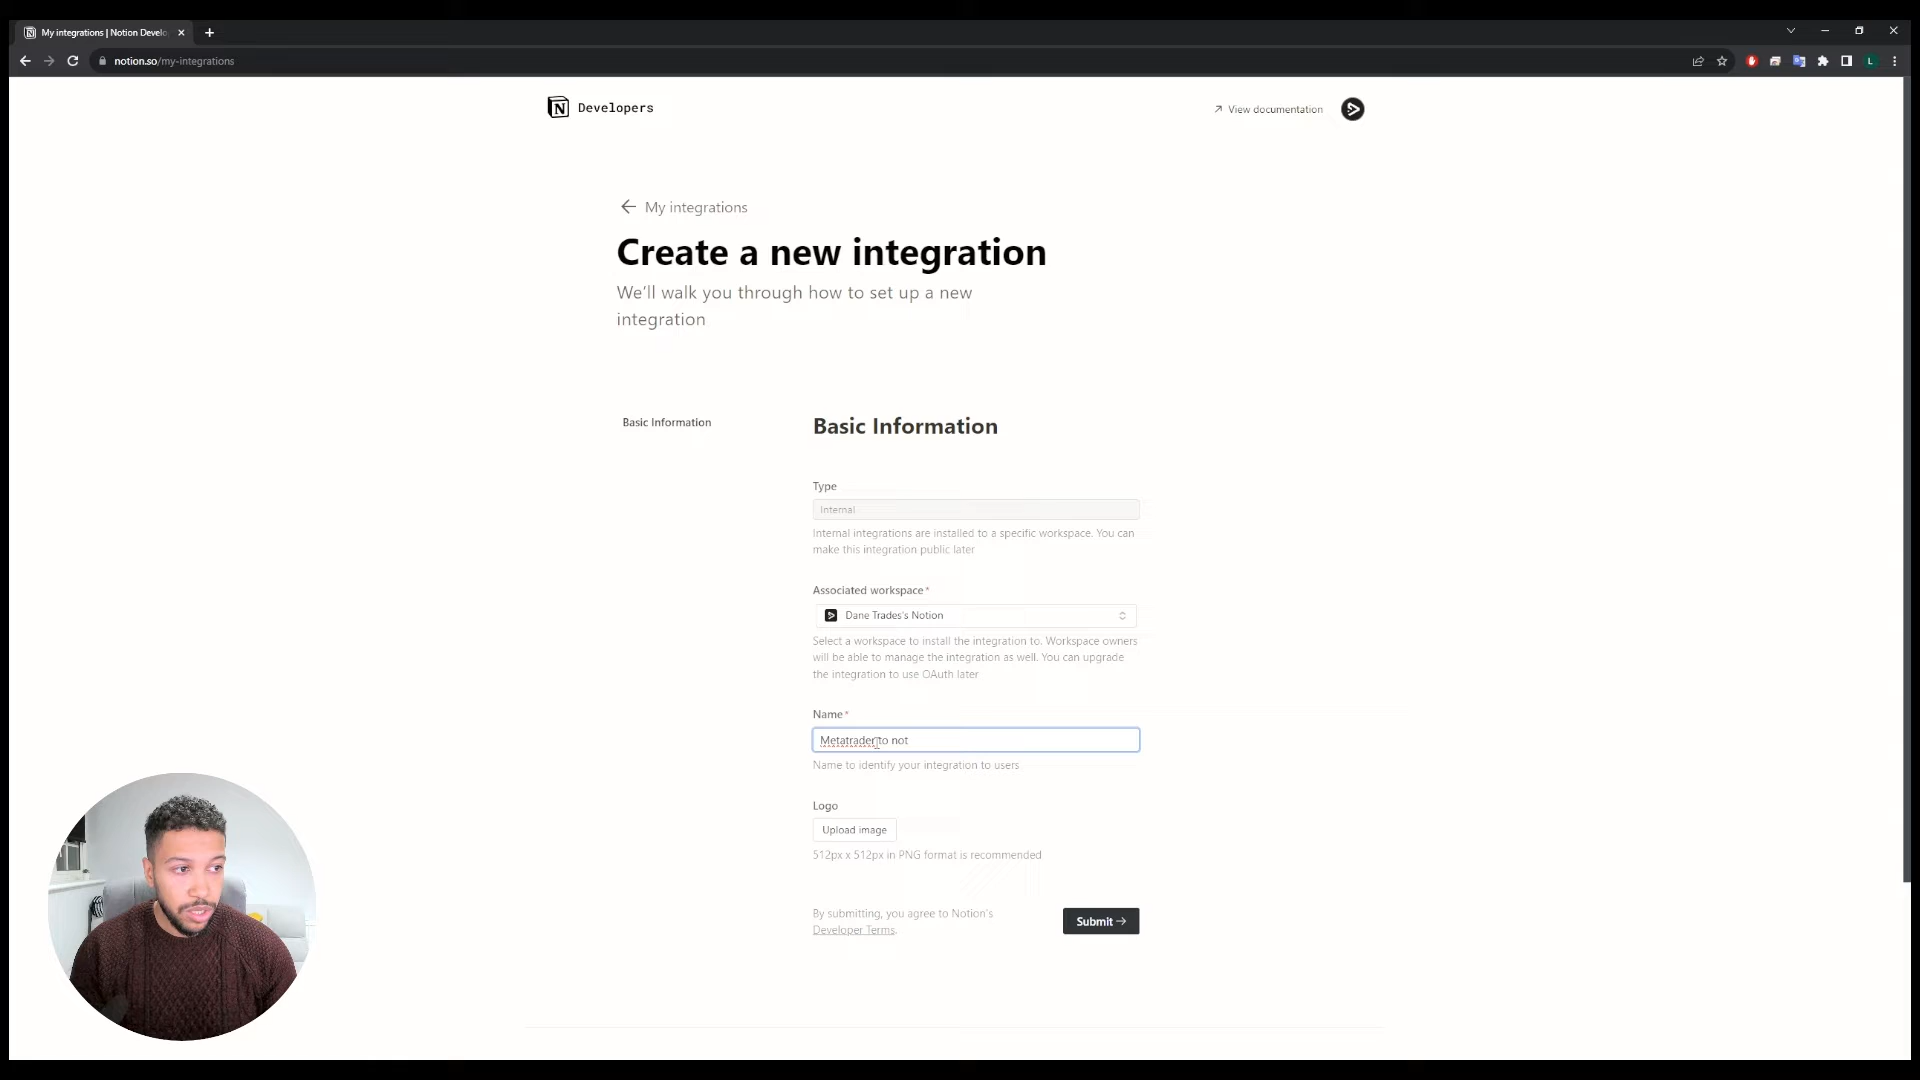 My integrations | Notion Develo
notion.so/my-integrations
L
N Developers
View documentation
My integrations
Create a new integration
We'll walk you through how to set up a new
integration
Basic Information
Basic Information
Type
Internal
Internal integrations are installed to a specific workspace. You can
make this integration public later
Associated workspace*
Dane Trades's Notion
Select a workspace to install the integration to. Workspace owners
will be able to manage the integration as well. You can upgrade
the integration to use OAuth later
Name*
Metatrader to not
Name to identify your integration to users
Logo
Upload image
512px x 512px in PNG format is recommended
By submitting, you agree to Notion's
Developer Terms.
Submit